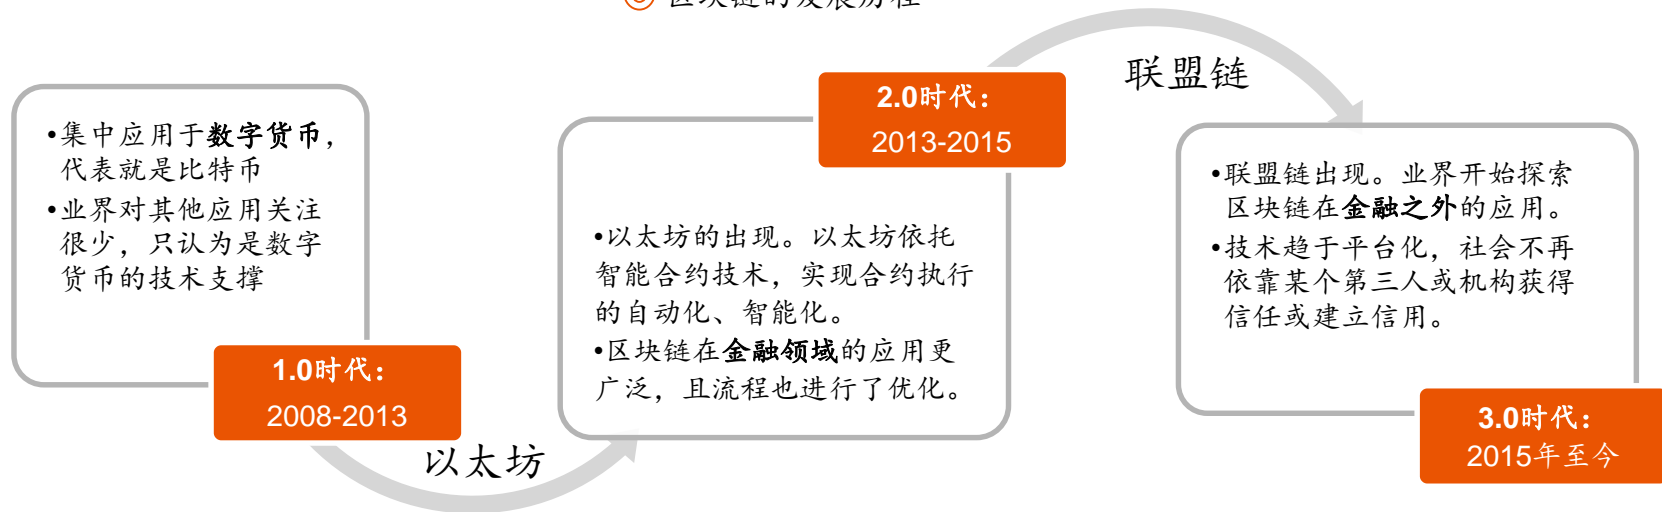 区块链的发展历程
•集中应用于数字货币，
代表就是比特币
•业界对其他应用关注
很少，只认为是数字
货币的技术支撑
1.0时代：
2008-2013
以太坊
2.0时代：
2013-2015
•以太坊的出现。以太坊依托
智能合约技术，实现合约执行
的自动化、智能化。
•区块链在金融领域的应用更
广泛，且流程也进行了优化。
联盟链
•联盟链出现。业界开始探索
区块链在金融之外的应用。
•技术趋于平台化，社会不再
依靠某个第三人或机构获得
信任或建立信用。
3.0时代：
2015年至今